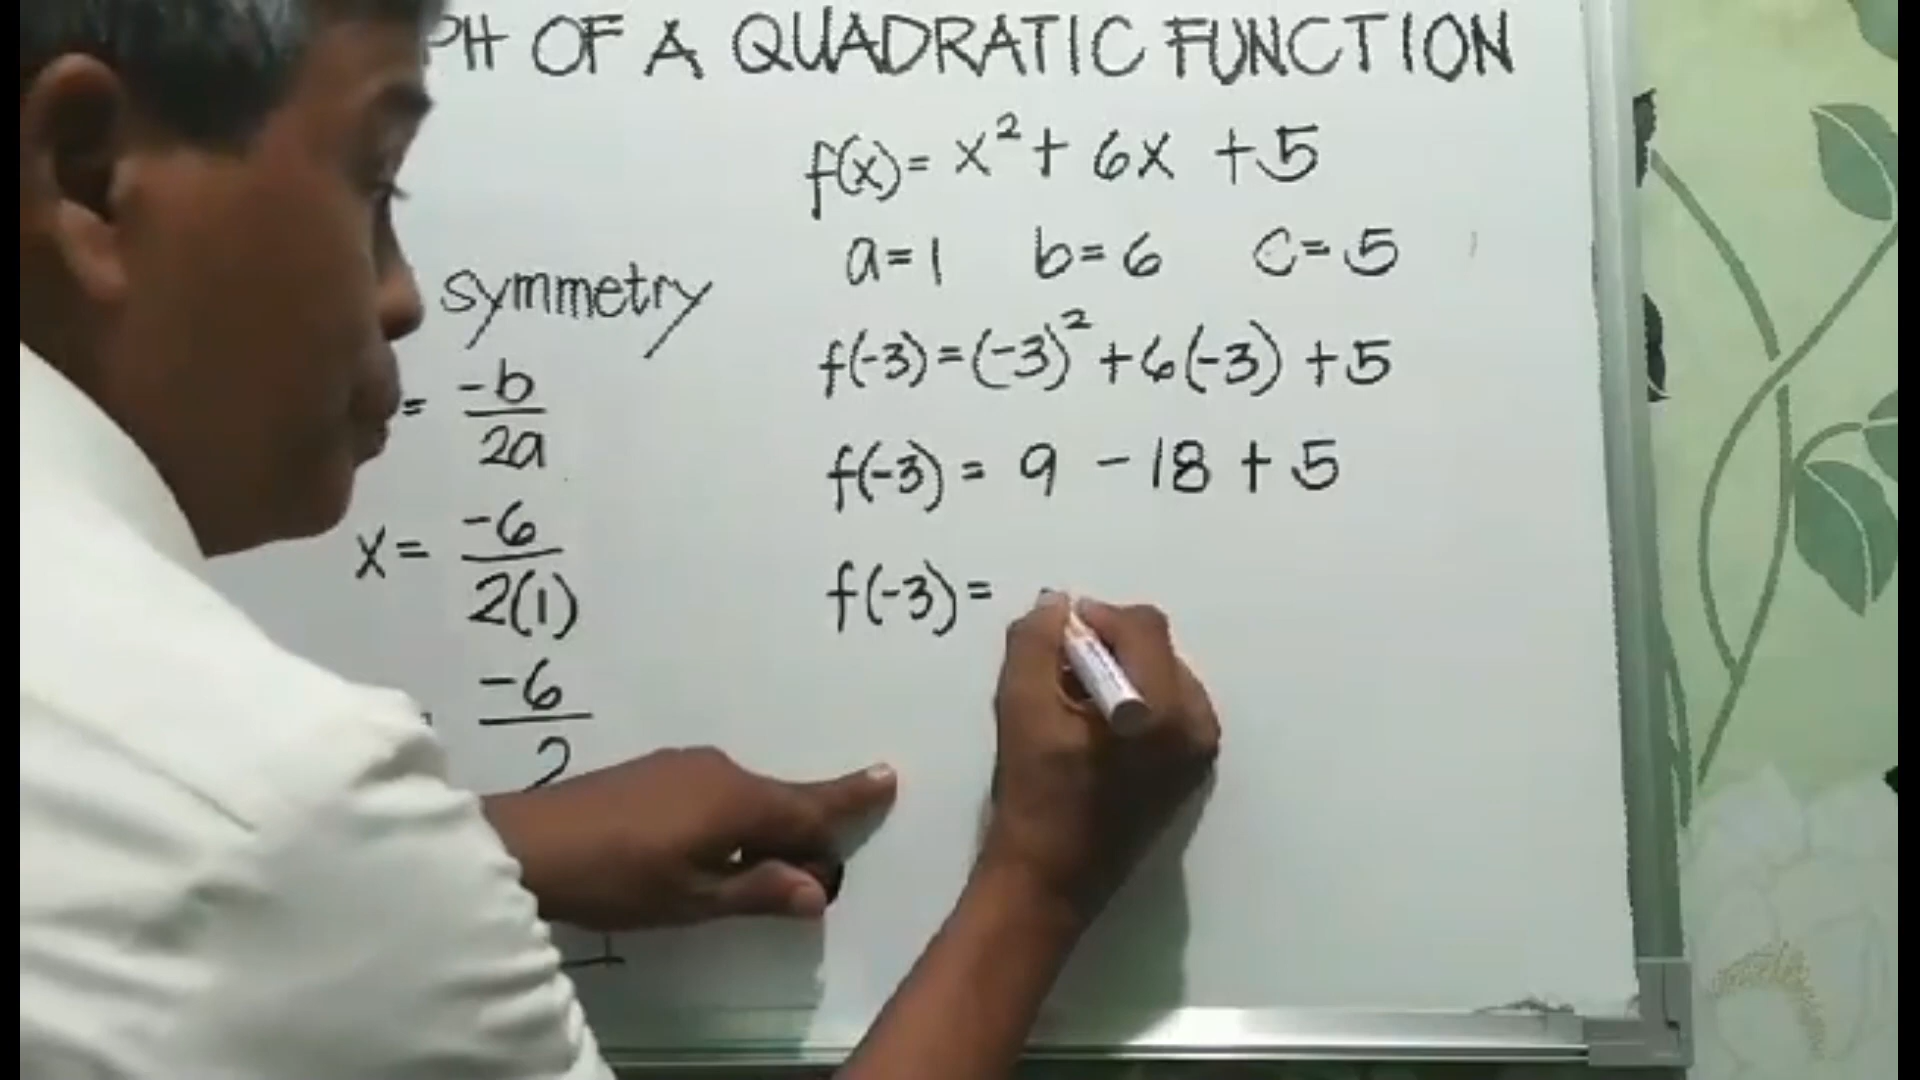 PH OF A QUADRATIC FUNCTION
symmetry
= -b/2a
x = -6/2(1)
-6/2
f(x) = x² + 6x + 5
a = 1 b = 6 c = 5
f(-3) = (-3)² + 6(-3) + 5
f(-3) = 9 - 18 + 5
f(-3) =